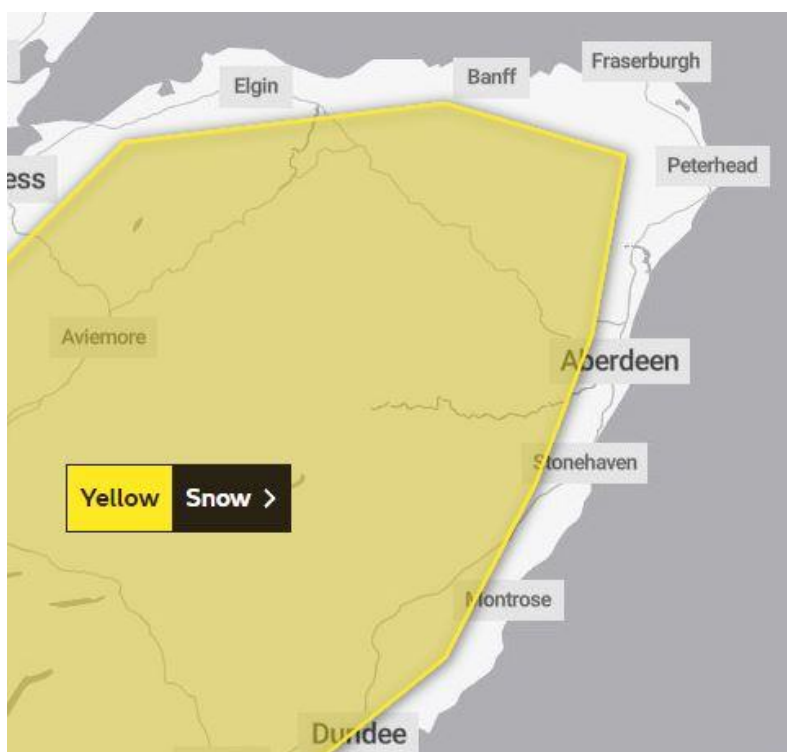 Fraserburgh
Banff
Elgin
Peterhead
ess
Aviemore
Aberdeen
Stonehaven
Yellow Snow >
Montrose
Dundee